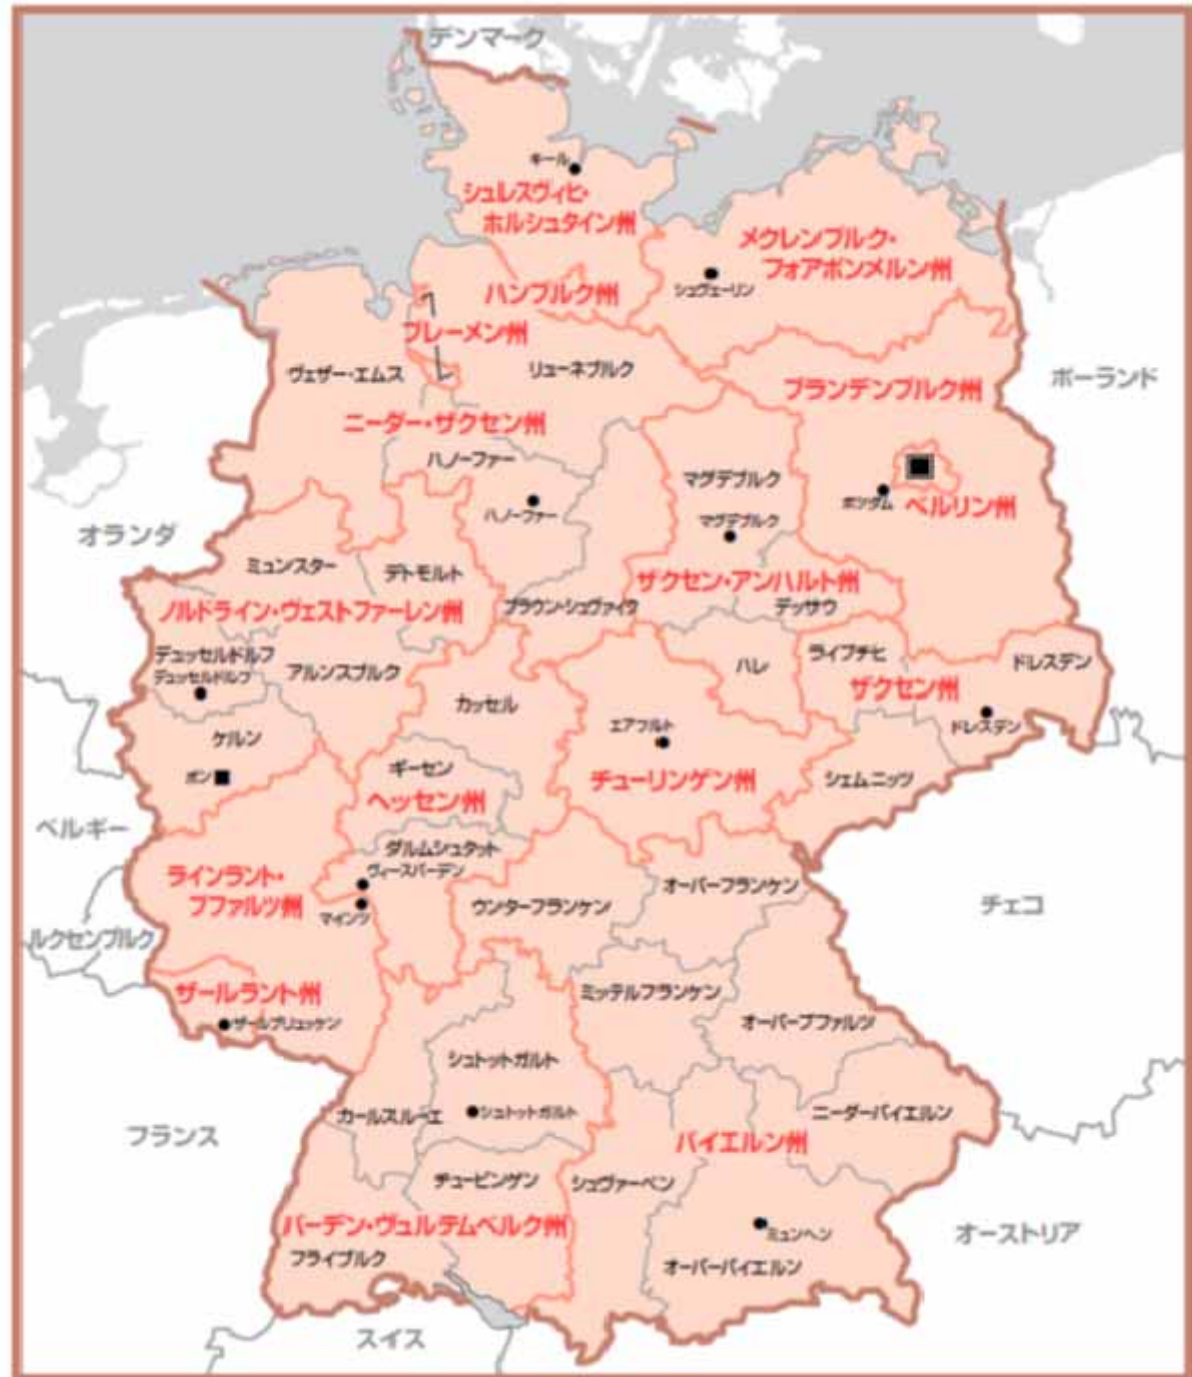 デンマーク
キール
シュレスヴィヒ・
ホルシュタイン州
メクレンブルク・
フォアポンメルン州
シュヴェーリン
ハンブルク州
ブレーメン州
ヴェザー・エムス
リューネブルク
ポーランド
ブランデンブルク州
ニーダー・ザクセン州
ハノーファー
マグデブルク
ポツダム
ベルリン州
ハノーファー
マグデブルク
オランダ
ミュンスター
デトモルト
ザクセン・アンハルト州
ノルドライン・ヴェストファーレン州
ブラウン・シュヴァイク
デッサウ
デュッセルドルフ
デュッセルドルフ
アルンスブルク
ハレ
ライプチヒ
ドレスデン
ザクセン州
カッセル
エアフルト
ドレスデン
ケルン
ボン
ギーセン
チューリンゲン州
シェムニッツ
ヘッセン州
ベルギー
ダルムシュタット
ヴィースバーデン
ラインラント・
プファルツ州
マインツ
ウンターフランケン
オーバーフランケン
チェコ
ルクセンブルク
ザールラント州
ミッテルフランケン
ザールブリュッケン
オーバープファルツ
シュトットガルト
カールスルーエ
シュトットガルト
ニーダーバイエルン
フランス
バイエルン州
チュービンゲン
シュヴァーベン
バーデン・ヴュルテムベルク州
ミュンヘン
オーストリア
フライブルク
オーバーバイエルン
スイス